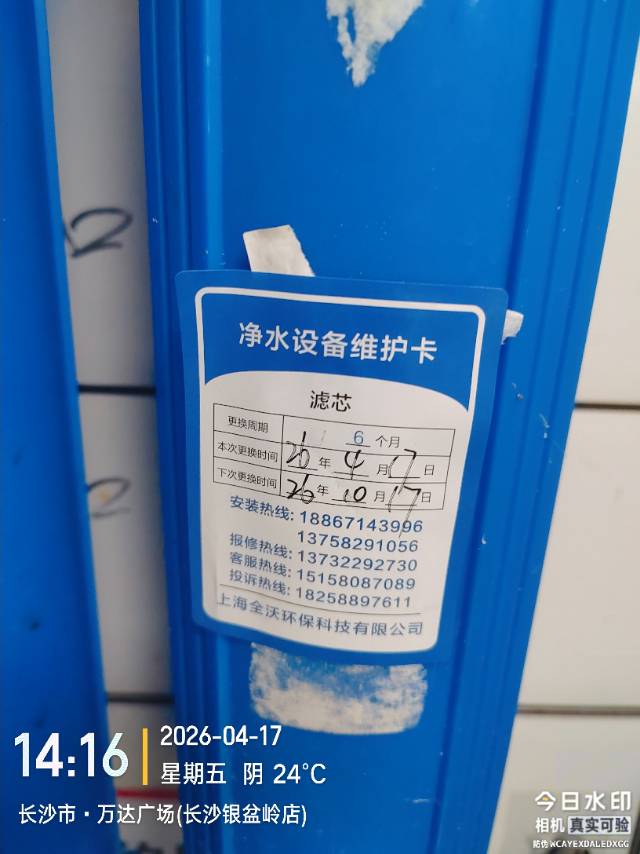 2
净水设备维护卡
滤芯
更换周期 6 个月
本次更换时间 26 年 4 月 17 日
下次更换时间 26 年 10 月 17 日
安装热线: 18867143996
13758291056
报修热线: 13732292730
客服热线: 15158087089
投诉热线: 18258897611
上海全沃环保科技有限公司
14:16
2026-04-17
星期五 阴 24°C
长沙市·万达广场(长沙银盆岭店)
今日水印
相机 真实可验
防伪 WCAYEXDALEDXGG